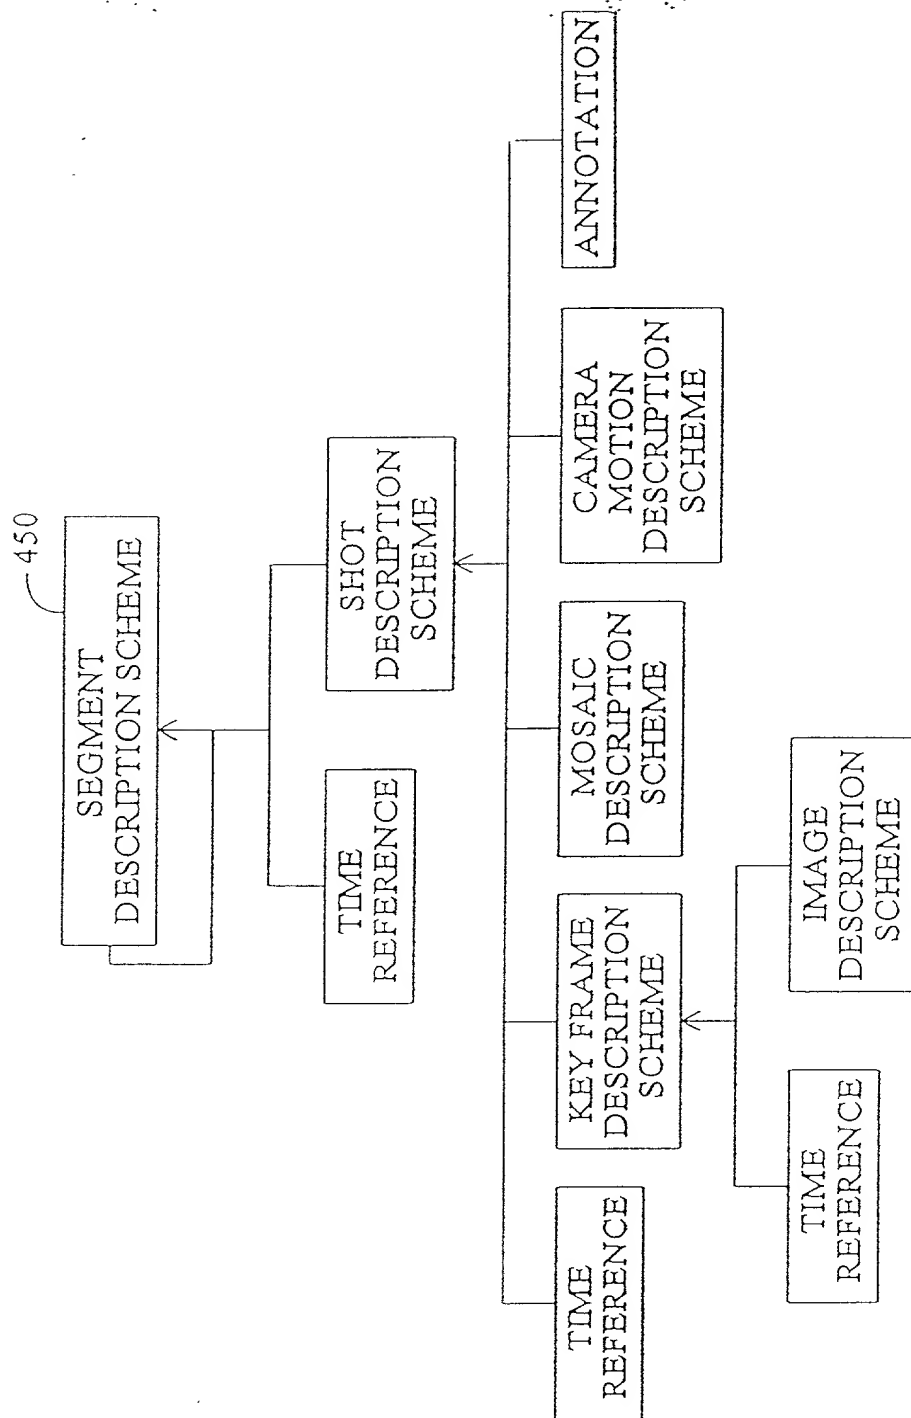 450
SEGMENT
DESCRIPTION SCHEME
TIME
REFERENCE
SHOT
DESCRIPTION
SCHEME
TIME
REFERENCE
KEY FRAME
DESCRIPTION
SCHEME
MOSAIC
DESCRIPTION
SCHEME
CAMERA
MOTION
DESCRIPTION
SCHEME
ANNOTATION
TIME
REFERENCE
IMAGE
DESCRIPTION
SCHEME